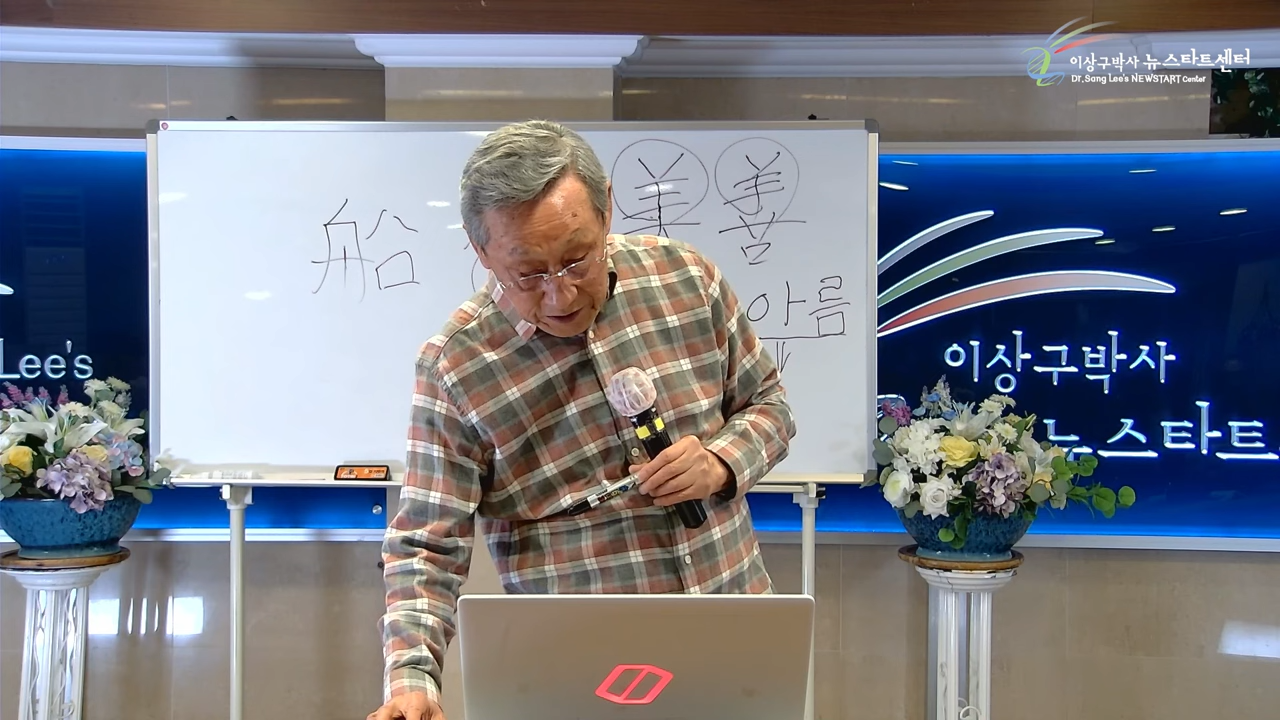 이상구박사 뉴스타트센터
Dr. Sang Lee's NEWSTART Center
船 美 善
아름
Lee's
이상구박사
뉴스타트